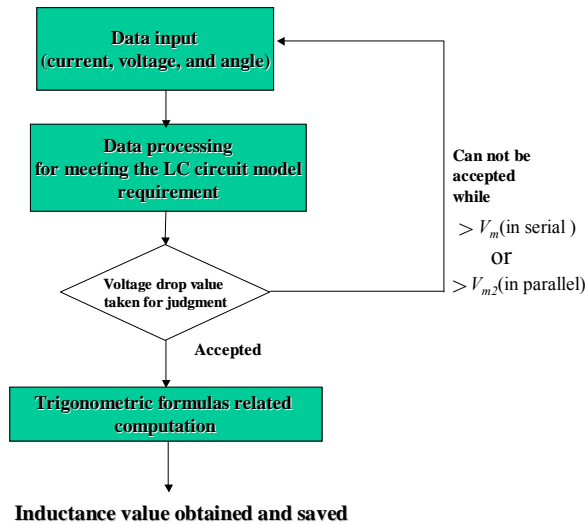 Data input
(current, voltage, and angle)
Data processing
for meeting the LC circuit model
requirement
Can not be
accepted
while
> Vm(in serial )
or
> Vm2(in parallel)
Voltage drop value
taken for judgment
Accepted
Trigonometric formulas related
computation
Inductance value obtained and saved